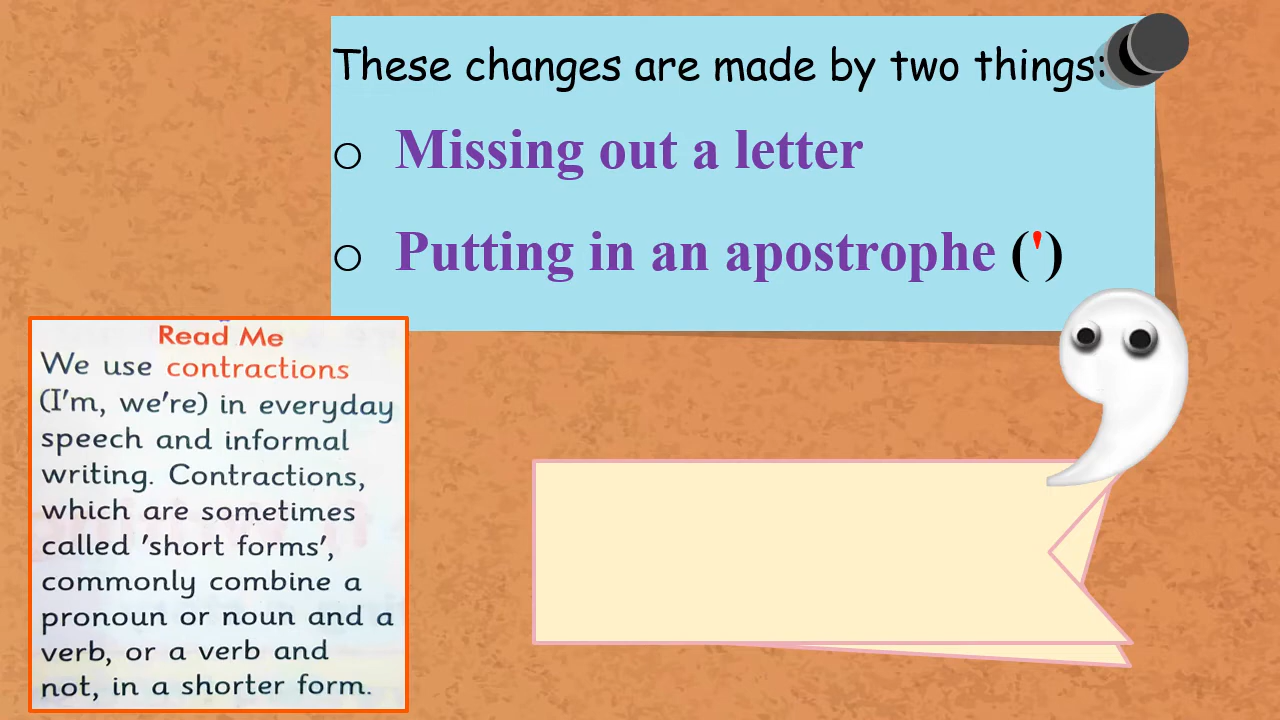 These changes are made by two things:
o Missing out a letter
o Putting in an apostrophe (')
Read Me
We use contractions
(I'm, we're) in everyday
speech and informal
writing. Contractions,
which are sometimes
called 'short forms',
commonly combine a
pronoun or noun and a
verb, or a verb and
not, in a shorter form.